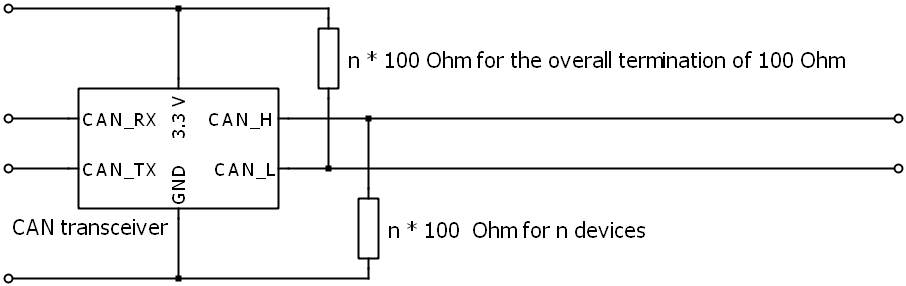 n * 100 Ohm for the overall termination of 100 Ohm
CAN_RX
3.3 V
CAN_H
CAN_TX
GND
CAN_L
CAN transceiver
n * 100  Ohm for n devices